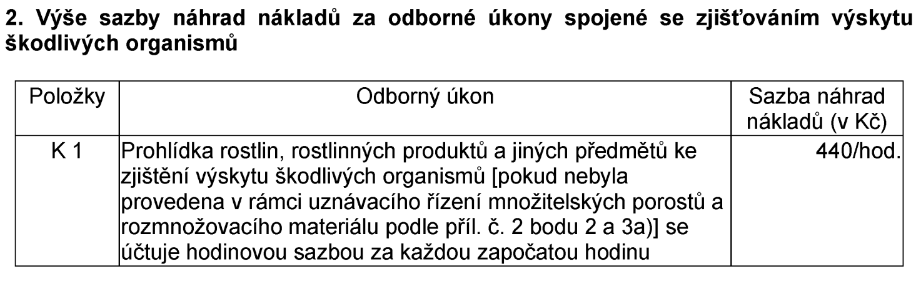 2. Výše sazby náhrad nákladů za odborné úkony spojené se zjišťováním výskytu
škodlivých organismů
Položky Odborný úkon Sazba náhrad
nákladů (v Kč)
K 1 Prohlídka rostlin, rostlinných produktů a jiných předmětů ke 440/hod.
zjištění výskytu škodlivých organismů [pokud nebyla
provedena v rámci uznávacího řízení množitelských porostů a
rozmnožovacího materiálu podle příl. č. 2 bodu 2 a 3a)] se
účtuje hodinovou sazbou za každou započatou hodinu